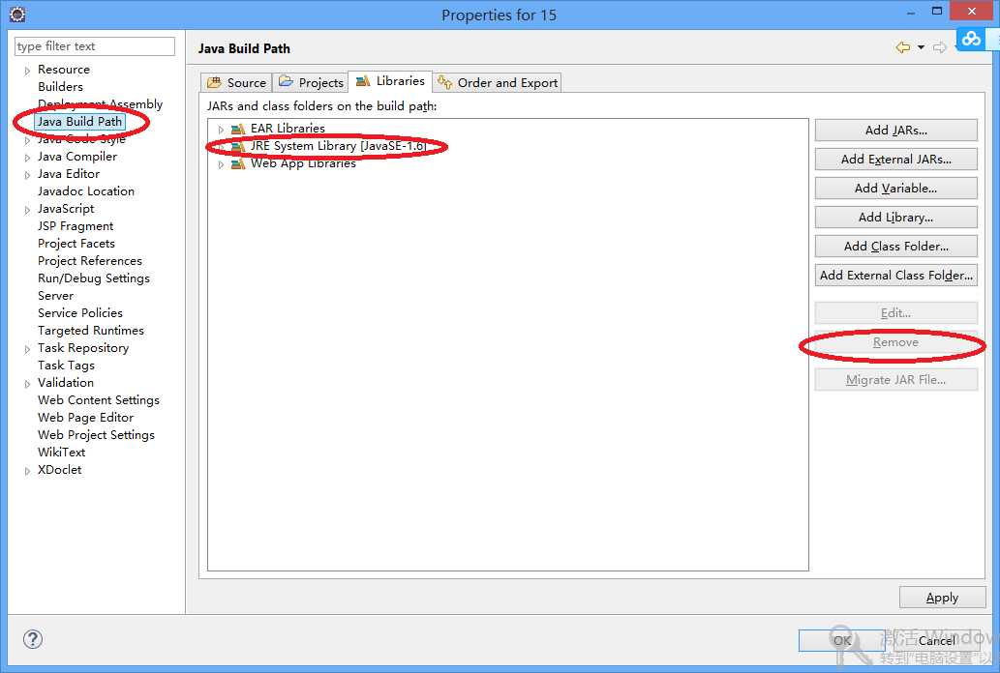 Properties for 15
type filter text
Resource
Builders
Deployment Assembly
Java Build Path
Java Code Style
Java Compiler
Java Editor
Javadoc Location
JavaScript
JSP Fragment
Project Facets
Project References
Run/Debug Settings
Server
Service Policies
Targeted Runtimes
Task Repository
Task Tags
Validation
Web Content Settings
Web Page Editor
Web Project Settings
WikiText
XDoclet
Java Build Path
Source Projects Libraries Order and Export
JARs and class folders on the build path:
EAR Libraries
JRE System Library [JavaSE-1.6]
Web App Libraries
Add JARs...
Add External JARs...
Add Variable...
Add Library...
Add Class Folder...
Add External Class Folder...
Edit...
Remove
Migrate JAR File...
Apply
OK Cancel
激活 Window
转到"电脑设置"以